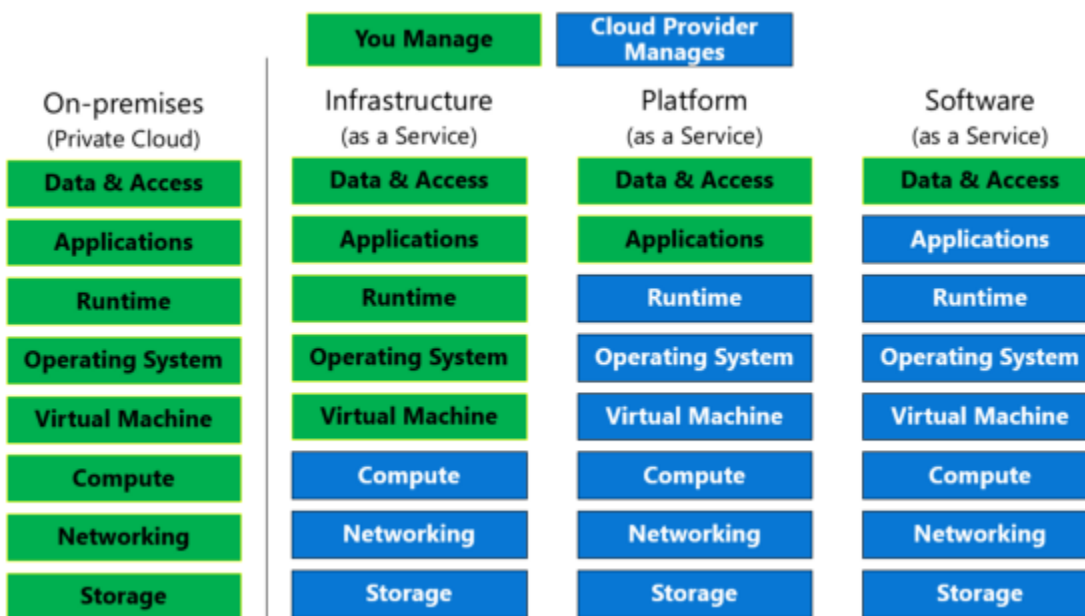 You Manage
Cloud Provider
Manages
On-premises
(Private Cloud)
Data & Access
Applications
Runtime
Operating System
Virtual Machine
Compute
Networking
Storage
Infrastructure
(as a Service)
Data & Access
Applications
Runtime
Operating System
Virtual Machine
Compute
Networking
Storage
Platform
(as a Service)
Data & Access
Applications
Runtime
Operating System
Virtual Machine
Compute
Networking
Storage
Software
(as a Service)
Data & Access
Applications
Runtime
Operating System
Virtual Machine
Compute
Networking
Storage